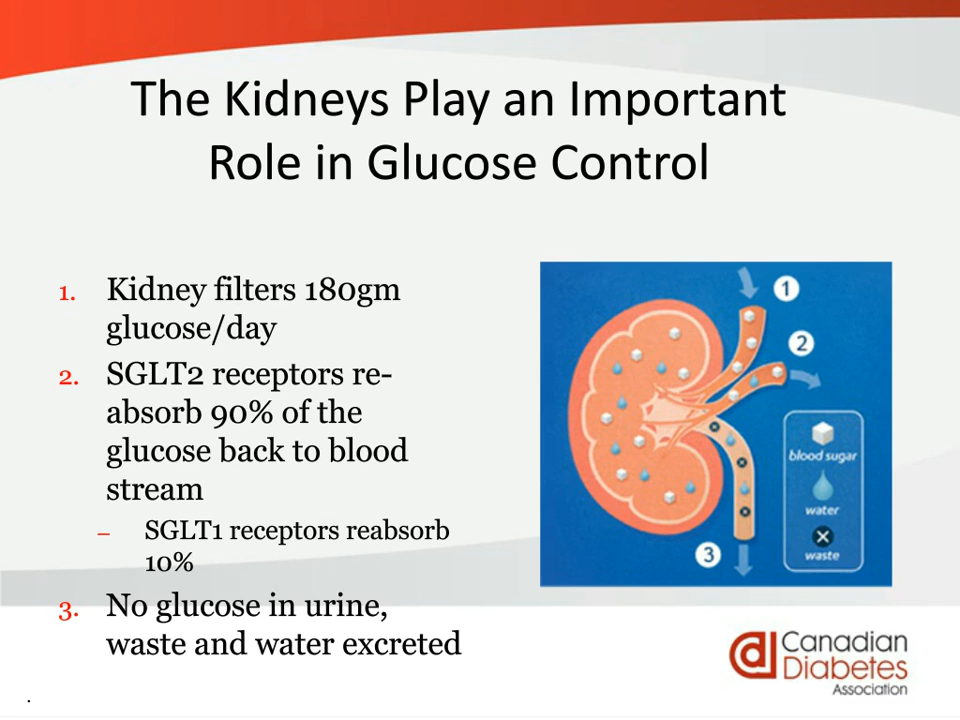 The Kidneys Play an Important
Role in Glucose Control
1. Kidney filters 180gm
glucose/day
2. SGLT2 receptors re-
absorb 90% of the
glucose back to blood
stream
– SGLT1 receptors reabsorb
10%
3. No glucose in urine,
waste and water excreted
1
2
blood sugar
water
waste
3
Canadian
Diabetes
Association
.